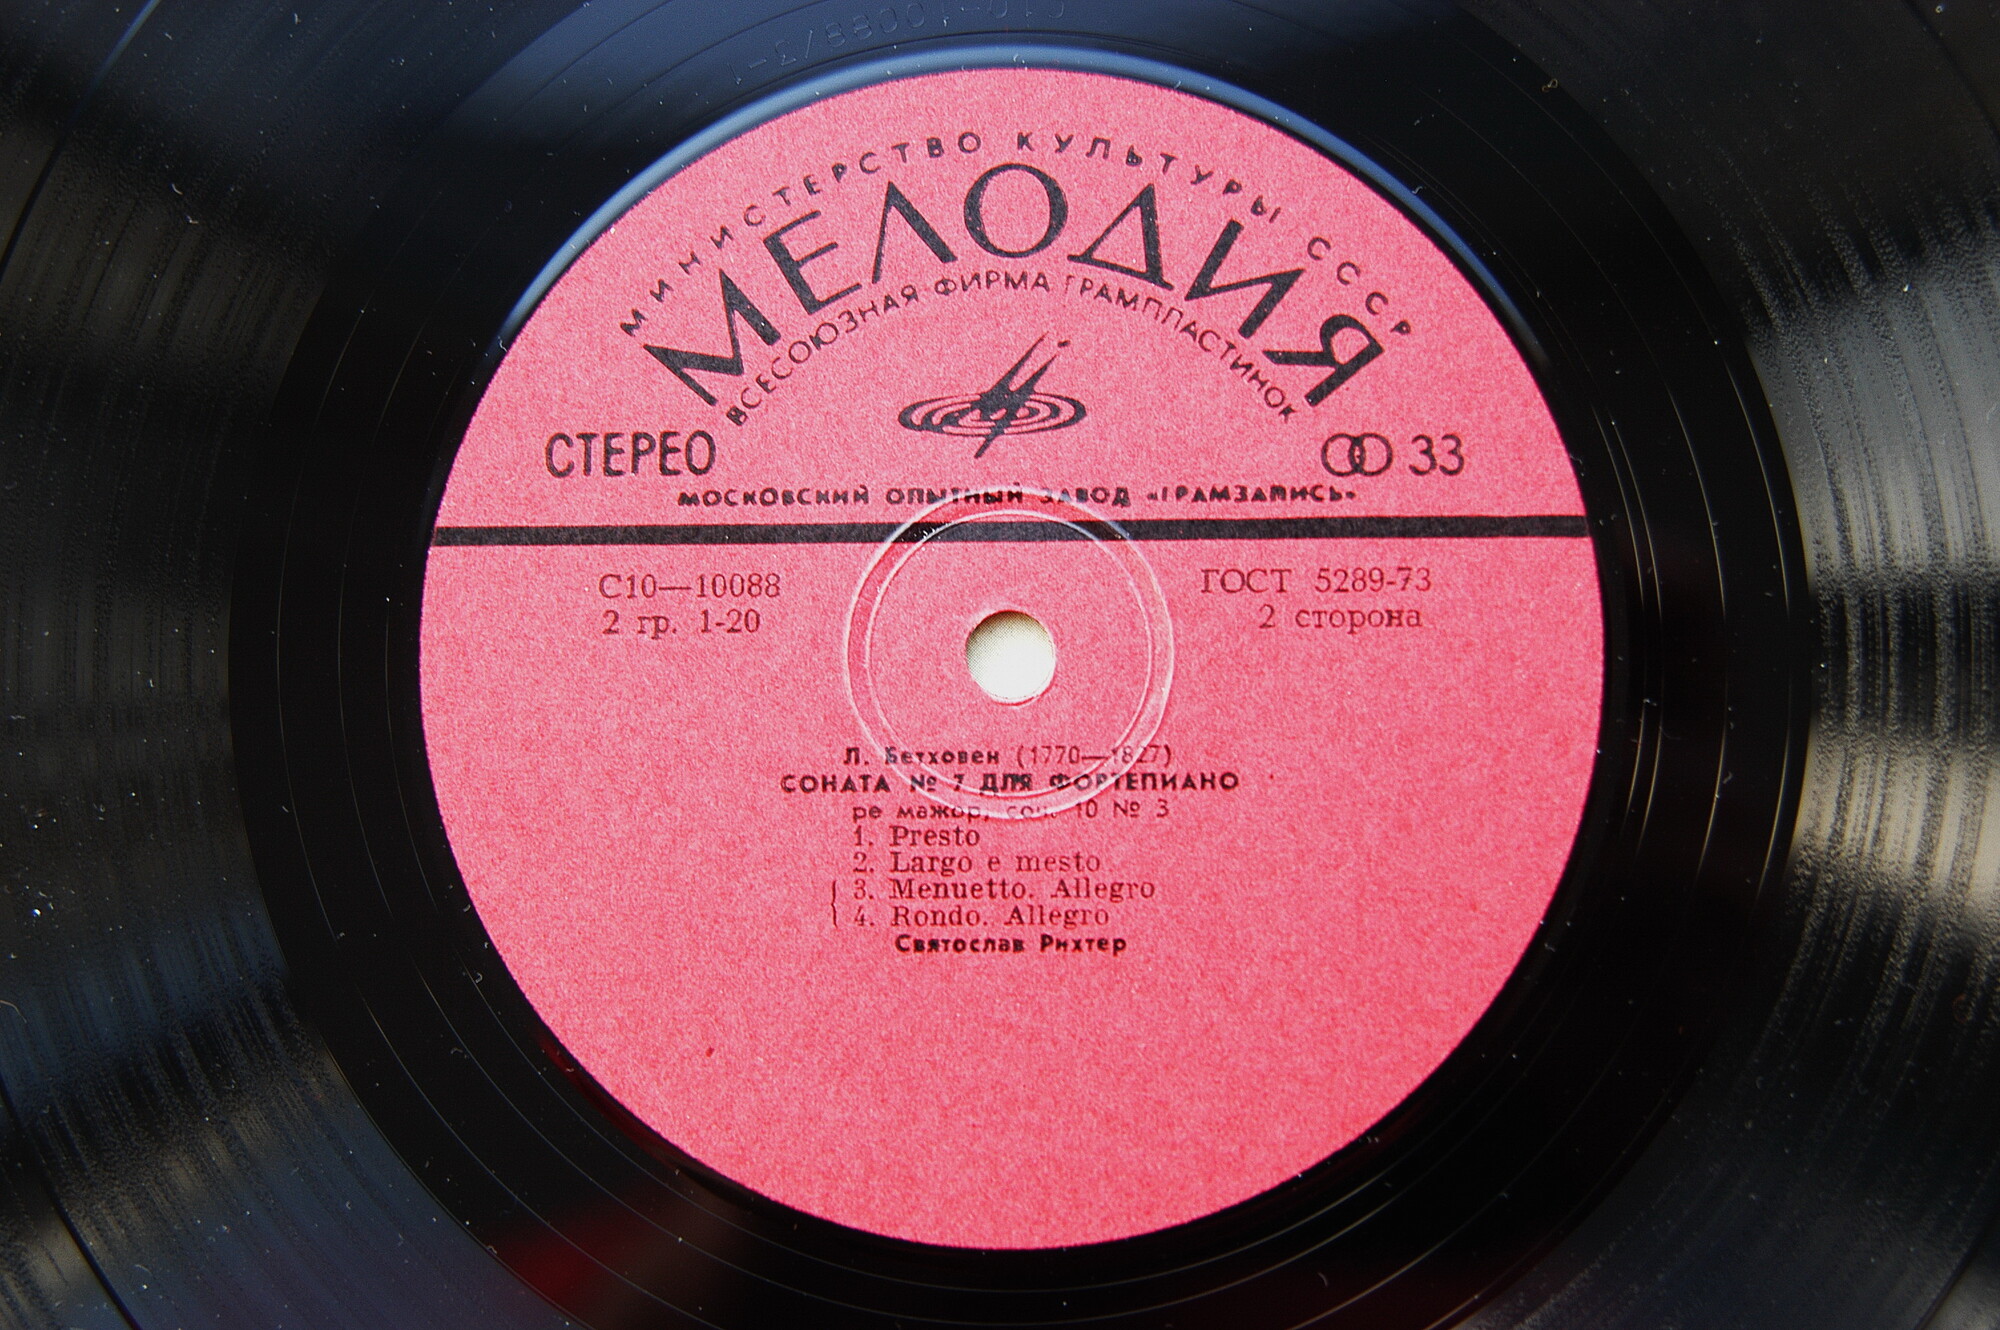 МИНИСТЕРСТВО КУЛЬТУРЫ СССР
МЕЛОДИЯ
ВСЕСОЮЗНАЯ ФИРМА ГРАМПЛАСТИНОК
СТЕРЕО
33
МОСКОВСКИЙ ОПЫТНЫЙ ЗАВОД «ГРАМЗАПИСЬ»
С10—10088
ГОСТ 5289-73
2 гр. 1-20
2 сторона
Л. Бетховен (1770—1827)
СОНАТА № 7 ДЛЯ ФОРТЕПИАНО
ре мажор, соч. 10 № 3
1. Presto
2. Largo e mesto
3. Menuetto. Allegro
4. Rondo. Allegro
Святослав Рихтер